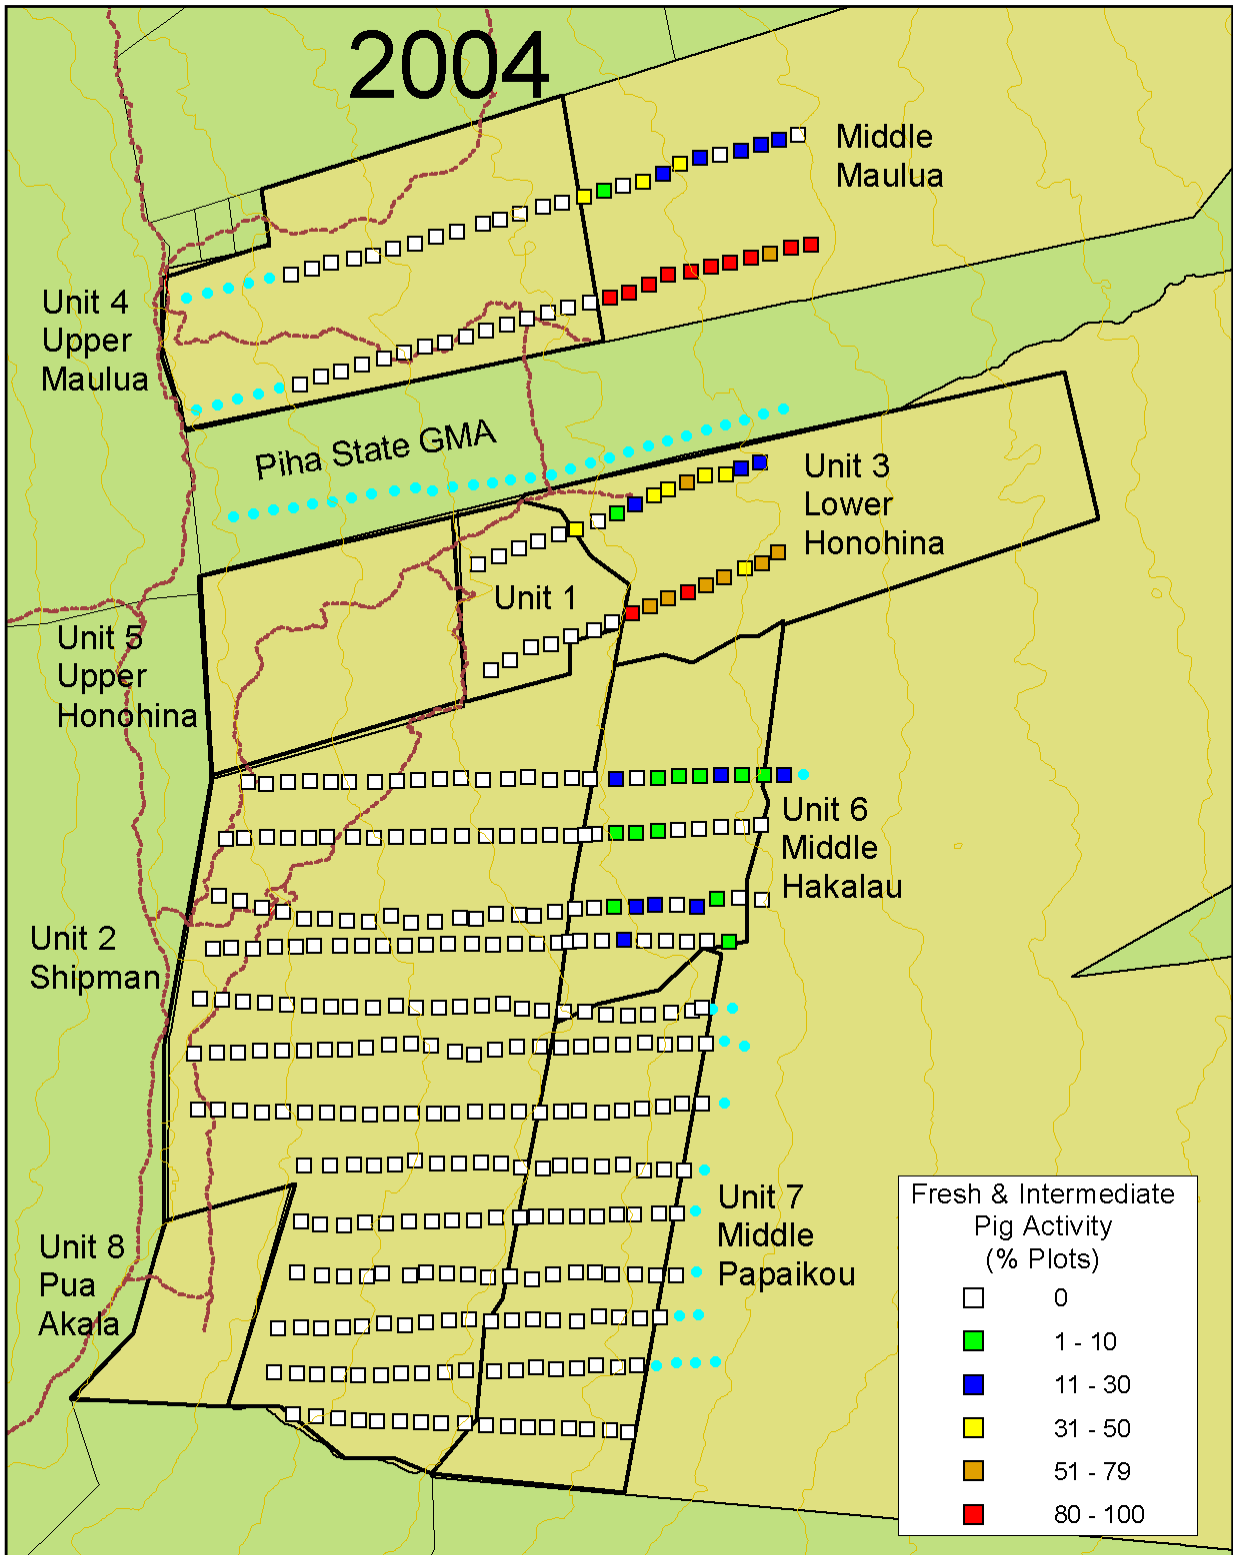 2004
Middle
Maulua
Unit 4
Upper
Maulua
Piha State GMA
Unit 3
Lower
Honohina
Unit 1
Unit 5
Upper
Honohina
Unit 6
Middle
Hakalau
Unit 2
Shipman
Unit 7
Middle
Papaikou
Unit 8
Pua
Akala
Fresh & Intermediate
Pig Activity
(% Plots)
0
1 - 10
11 - 30
31 - 50
51 - 79
80 - 100